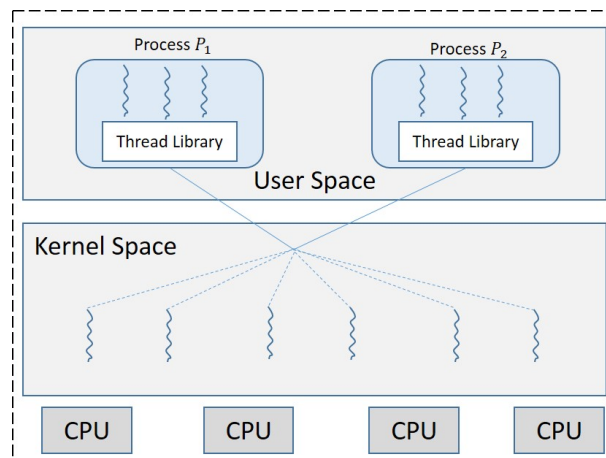 Process P₁
Process P₂
Thread Library
Thread Library
User Space
Kernel Space
CPU
CPU
CPU
CPU